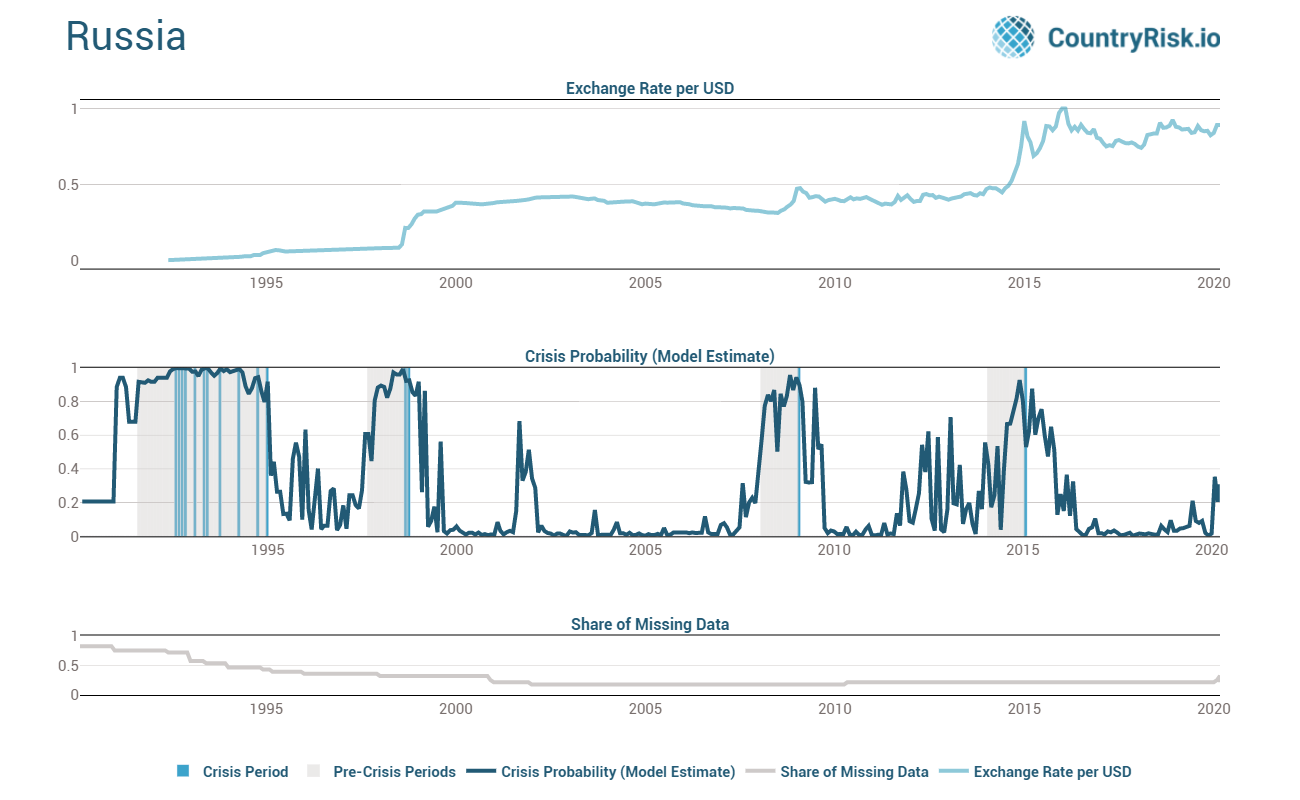 Russia
CountryRisk.io
Exchange Rate per USD
1
0.5
0
1995 2000 2005 2010 2015 2020
Crisis Probability (Model Estimate)
1
0.8
0.6
0.4
0.2
0
1995 2000 2005 2010 2015 2020
Share of Missing Data
1
0.5
0
1995 2000 2005 2010 2015 2020
Crisis Period Pre-Crisis Periods Crisis Probability (Model Estimate) Share of Missing Data Exchange Rate per USD